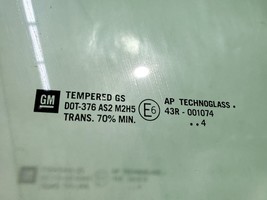 GM
TEMPERED GS
DOT-376 AS2 M2H5
TRANS. 70% MIN.
E6
AP TECHNOGLASS.
43R - 001074
..4